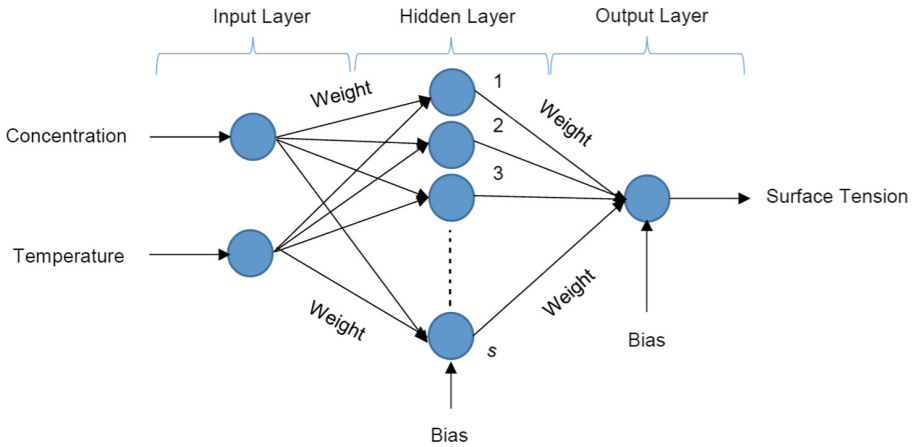 Input Layer
Hidden Layer
Output Layer
1
Weight
Weight
2
Concentration
3
Surface Tension
Temperature
Weight
Weight
s
Bias
Bias